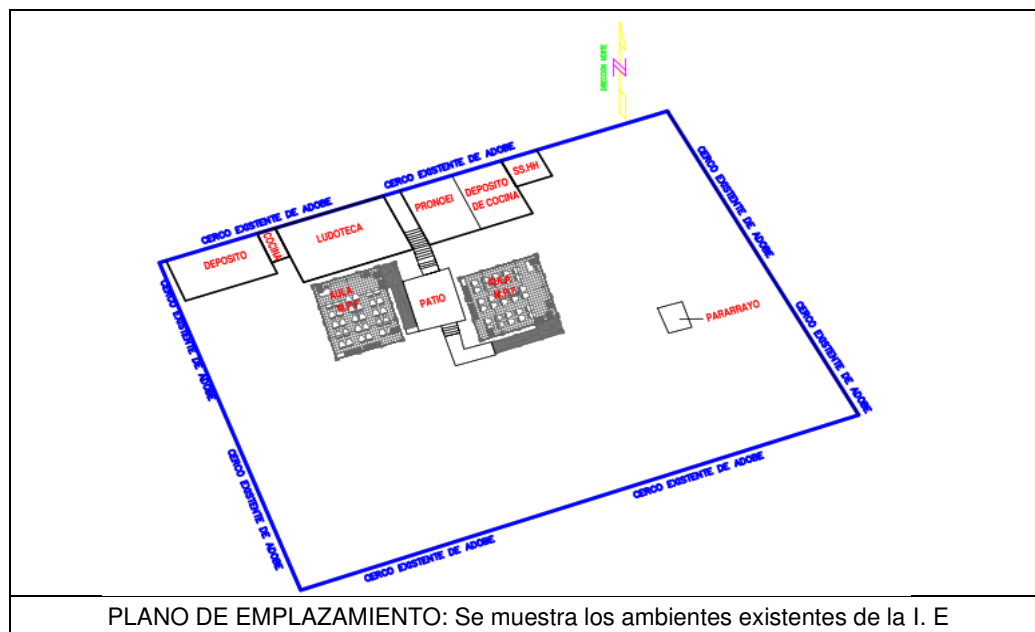 DIRECCION NORTE
N
CERCO EXISTENTE DE ADOBE
CERCO EXISTENTE DE ADOBE
CERCO EXISTENTE DE ADOBE
SS.HH
DEPOSITO
DE COCINA
PRONOEI
LUDOTECA
COCINA
DEPOSITO
AULA
M.P.F
PATIO
AULA
M.P.F
PARARRAYO
CERCO EXISTENTE DE ADOBE
CERCO EXISTENTE DE ADOBE
CERCO EXISTENTE DE ADOBE
CERCO EXISTENTE DE ADOBE
CERCO EXISTENTE DE ADOBE
PLANO DE EMPLAZAMIENTO: Se muestra los ambientes existentes de la I. E